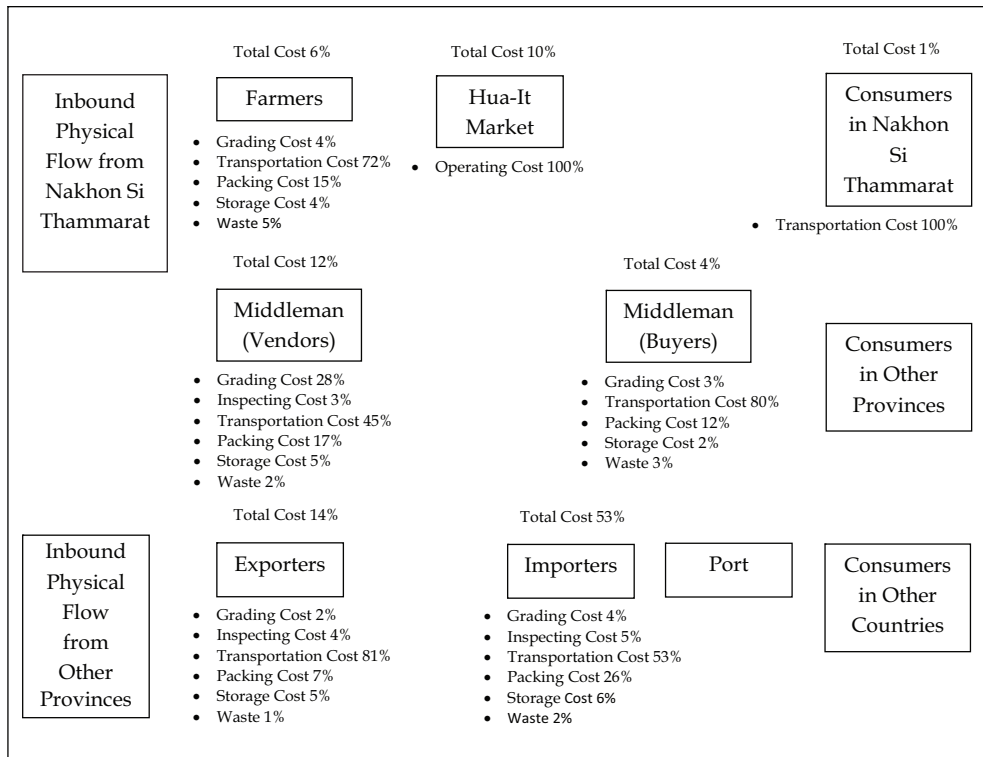 Total Cost 6%
Total Cost 10%
Total Cost 1%
Inbound
Physical
Flow from
Nakhon Si
Thammarat
Farmers
• Grading Cost 4%
• Transportation Cost 72%
• Packing Cost 15%
• Storage Cost 4%
• Waste 5%
Hua-It
Market
• Operating Cost 100%
Consumers
in Nakhon
Si
Thammarat
• Transportation Cost 100%
Total Cost 12%
Total Cost 4%
Middleman
(Vendors)
• Grading Cost 28%
• Inspecting Cost 3%
• Transportation Cost 45%
• Packing Cost 17%
• Storage Cost 5%
• Waste 2%
Middleman
(Buyers)
• Grading Cost 3%
• Transportation Cost 80%
• Packing Cost 12%
• Storage Cost 2%
• Waste 3%
Consumers
in Other
Provinces
Total Cost 14%
Total Cost 53%
Inbound
Physical
Flow
from
Other
Provinces
Exporters
• Grading Cost 2%
• Inspecting Cost 4%
• Transportation Cost 81%
• Packing Cost 7%
• Storage Cost 5%
• Waste 1%
Importers
• Grading Cost 4%
• Inspecting Cost 5%
• Transportation Cost 53%
• Packing Cost 26%
• Storage Cost 6%
• Waste 2%
Port
Consumers
in Other
Countries